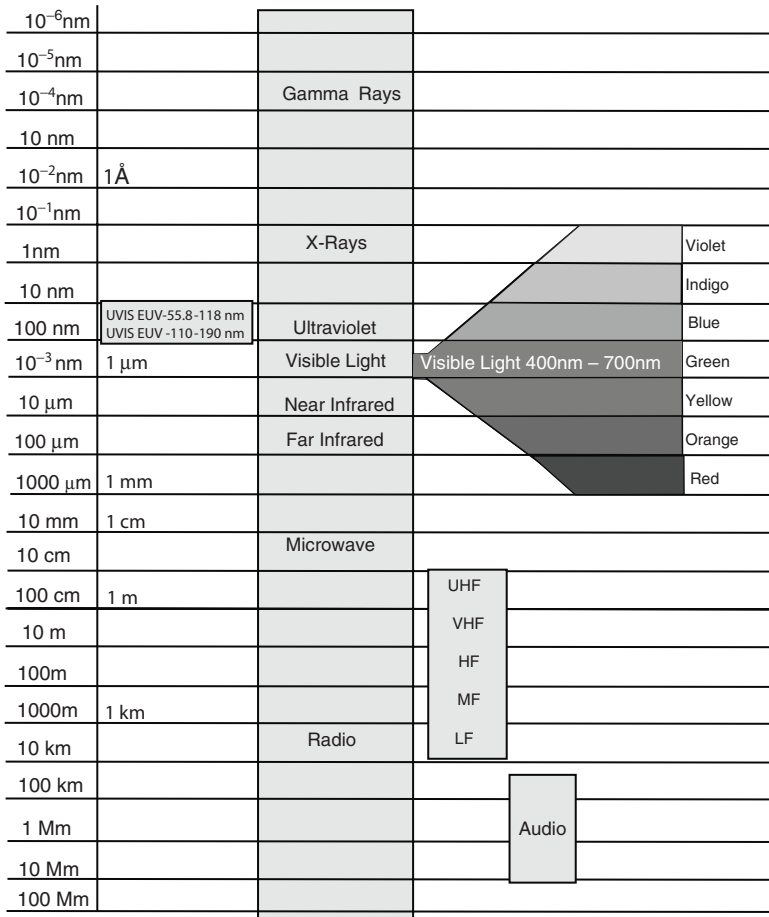 10⁻⁶nm
10⁻⁵nm
10⁻⁴nm Gamma Rays
10 nm
10⁻²nm 1Å
10⁻¹nm
1nm X-Rays Violet
10 nm Indigo
UVIS EUV-55.8-118 nm
100 nm Ultraviolet Blue
UVIS EUV -110-190 nm
10⁻³ nm 1 μm Visible Light Visible Light 400nm – 700nm Green
10 μm Near Infrared Yellow
100 μm Far Infrared Orange
1000 μm 1 mm Red
10 mm 1 cm
10 cm Microwave
100 cm 1 m UHF
10 m VHF
100m HF
1000m 1 km MF
10 km Radio LF
100 km
1 Mm Audio
10 Mm
100 Mm